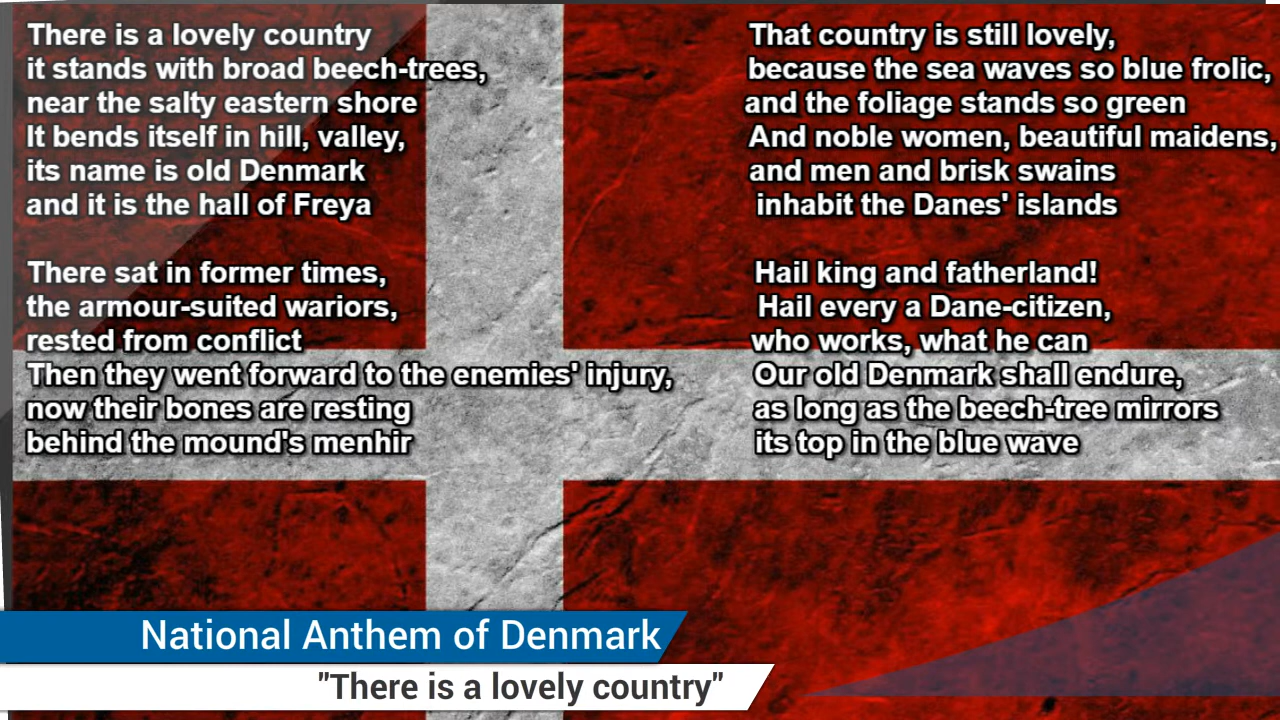 There is a lovely country
it stands with broad beech-trees,
near the salty eastern shore
It bends itself in hill, valley,
its name is old Denmark
and it is the hall of Freya
There sat in former times,
the armour-suited wariors,
rested from conflict
Then they went forward to the enemies' injury,
now their bones are resting
behind the mound's menhir
That country is still lovely,
because the sea waves so blue frolic,
and the foliage stands so green
And noble women, beautiful maidens,
and men and brisk swains
inhabit the Danes' islands
Hail king and fatherland!
Hail every a Dane-citizen,
who works, what he can
Our old Denmark shall endure,
as long as the beech-tree mirrors
its top in the blue wave
National Anthem of Denmark
"There is a lovely country"